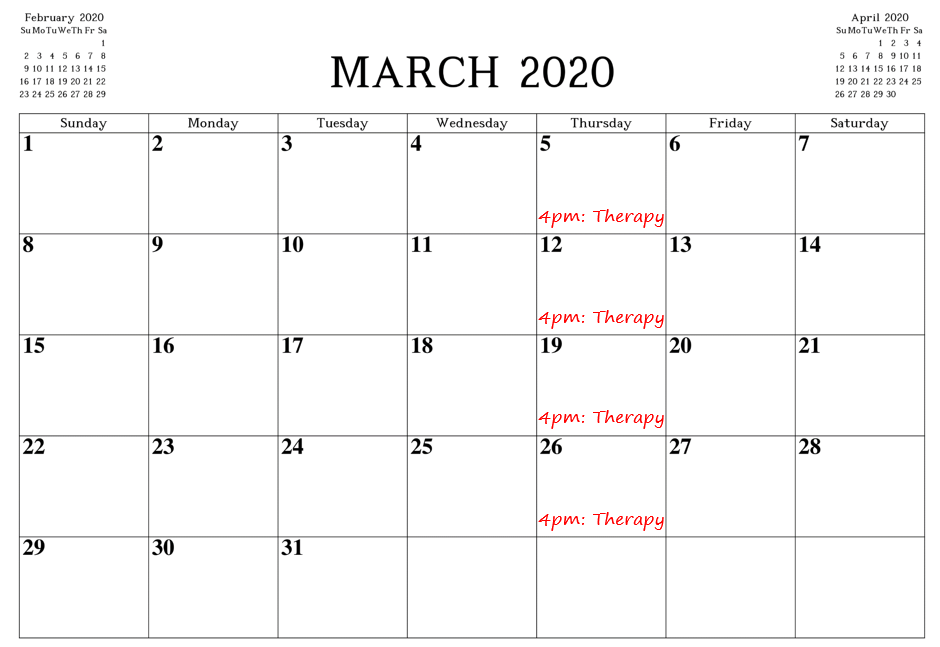 February 2020
Su Mo Tu We Th Fr Sa
1
2 3 4 5 6 7 8
9 10 11 12 13 14 15
16 17 18 19 20 21 22
23 24 25 26 27 28 29
MARCH 2020
April 2020
Su Mo Tu We Th Fr Sa
1 2 3 4
5 6 7 8 9 10 11
12 13 14 15 16 17 18
19 20 21 22 23 24 25
26 27 28 29 30
Sunday Monday Tuesday Wednesday Thursday Friday Saturday
1 2 3 4 5 6 7
4pm: Therapy
8 9 10 11 12 13 14
4pm: Therapy
15 16 17 18 19 20 21
4pm: Therapy
22 23 24 25 26 27 28
4pm: Therapy
29 30 31